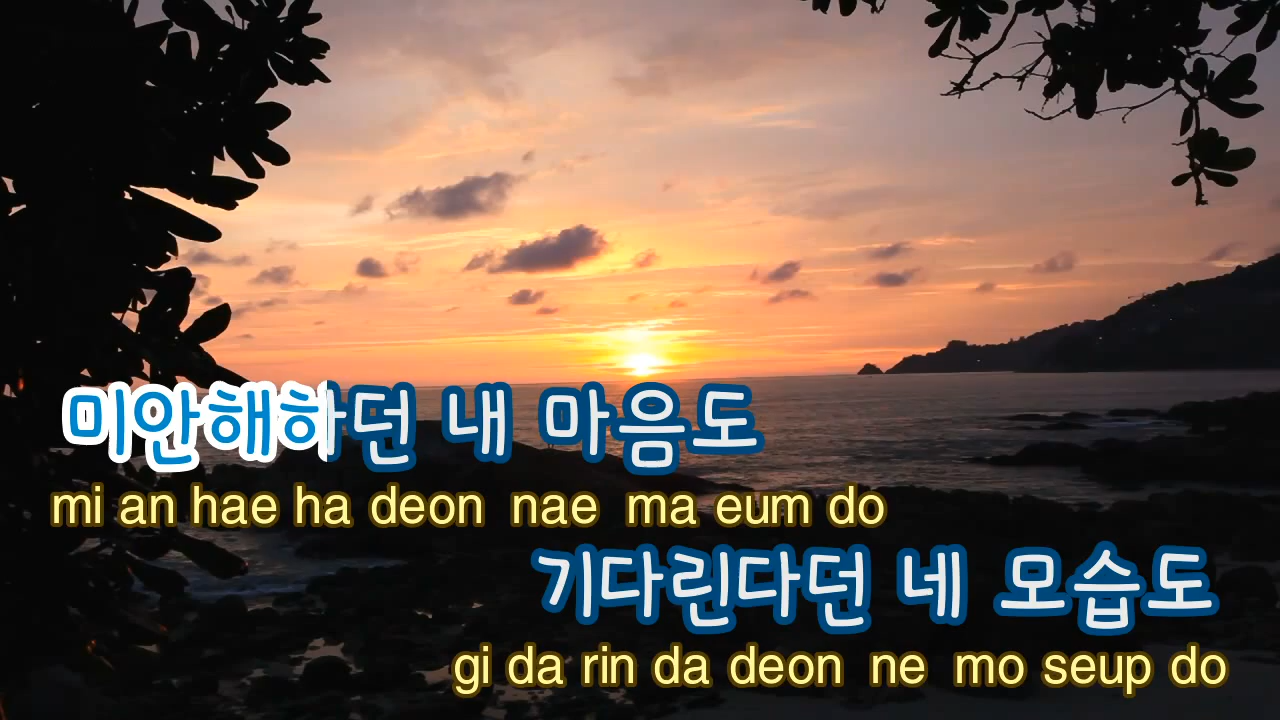 미안해하던 내 마음도
mi an hae ha deon nae ma eum do
기다린다던 네 모습도
gi da rin da deon ne mo seup do